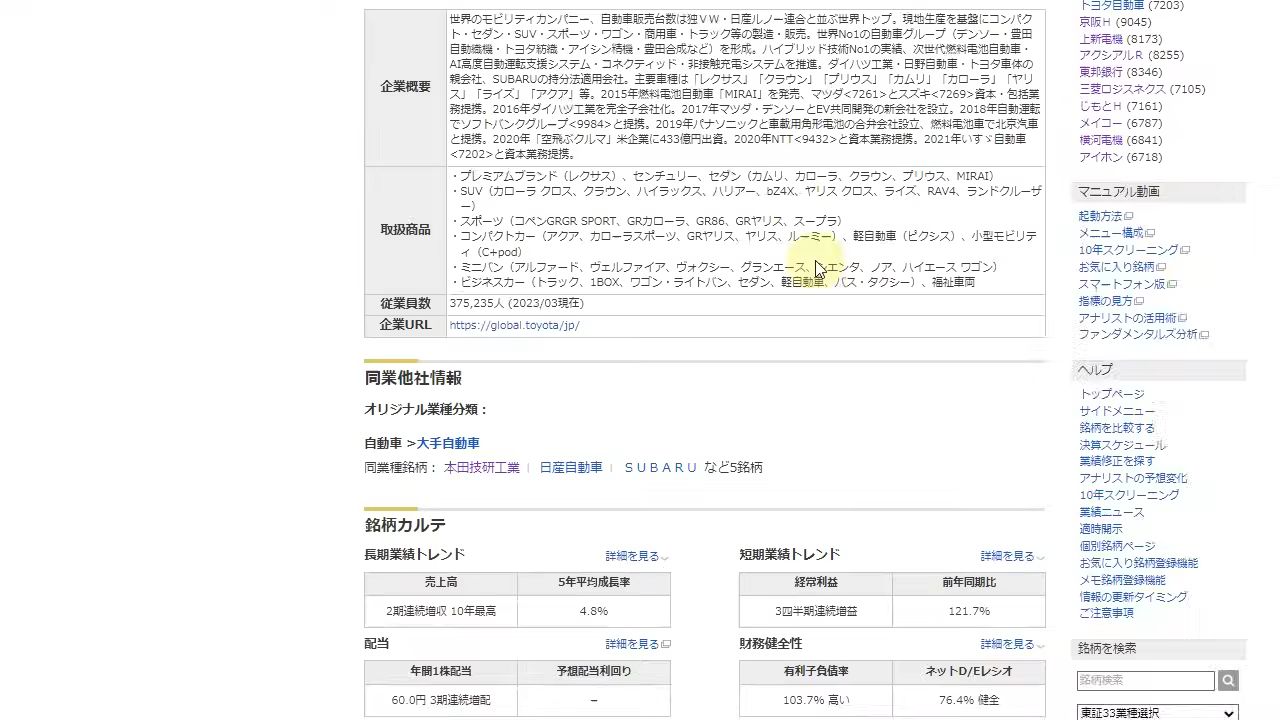 企業概要
世界のモビリティカンパニー、自動車販売台数は独ＶＷ・日産ルノー連合と並ぶ世界トップ。現地生産を基盤にコンパク
ト・セダン・SUV・スポーツ・ワゴン・商用車・トラック等の製造・販売。世界No1の自動車グループ（デンソー・豊田
自動織機・トヨタ紡織・アイシン精機・豊田合成など）を形成。ハイブリッド技術No1の実績、次世代燃料電池自動車・
AI高度自動運転支援システム・コネクティッド・非接触充電システムを推進。ダイハツ工業・日野自動車・トヨタ車体の
親会社、SUBARUの持分法適用会社。主要車種は「レクサス」「クラウン」「プリウス」「カムリ」「カローラ」「ヤリ
ス」「ライズ」「アクア」等。2015年燃料電池自動車「MIRAI」を発売、マツダ<7261>とスズキ<7269>資本・包括業
務提携。2016年ダイハツ工業を完全子会社化。2017年マツダ・デンソーとEV共同開発の新会社を設立。2018年自動運転
でソフトバンクグループ<9984>と提携。2019年パナソニックと車載用角形電池の合弁会社設立、燃料電池車で北京汽車
と提携。2020年「空飛ぶクルマ」米企業に433億円出資。2020年NTT<9432>と資本業務提携。2021年いすゞ自動車
<7202>と資本業務提携。
取扱商品
・プレミアムブランド（レクサス）、センチュリー、セダン（カムリ、カローラ、クラウン、プリウス、MIRAI）
・SUV（カローラ クロス、クラウン、ハイラックス、ハリアー、bZ4X、ヤリス クロス、ライズ、RAV4、ランドクルーザ
ー）
・スポーツ（コペンGRGR SPORT、GRカローラ、GR86、GRヤリス、スープラ）
・コンパクトカー（アクア、カローラスポーツ、GRヤリス、ヤリス、ルーミー）、軽自動車（ピクシス）、小型モビリテ
ィ（C+pod）
・ミニバン（アルファード、ヴェルファイア、ヴォクシー、グランエース、シエンタ、ノア、ハイエース ワゴン）
・ビジネスカー（トラック、1BOX、ワゴン・ライトバン、セダン、軽自動車、バス・タクシー）、福祉車両
従業員数
375,235人 (2023/03現在)
企業URL
https://global.toyota/jp/
同業他社情報
オリジナル業種分類：
自動車 >大手自動車
同業種銘柄： 本田技研工業 | 日産自動車 | ＳＵＢＡＲＵ など5銘柄
銘柄カルテ
長期業績トレンド 詳細を見る
売上高 5年平均成長率
2期連続増収 10年最高 4.8%
配当 詳細を見る
年間1株配当 予想配当利回り
60.0円 3期連続増配 –
短期業績トレンド 詳細を見る
経常利益 前年同期比
3四半期連続増益 121.7%
財務健全性 詳細を見る
有利子負債率 ネットD/Eレシオ
103.7% 高い 76.4% 健全
トヨタ自動車 (7203)
京阪Ｈ (9045)
上新電機 (8173)
アクシアルＲ (8255)
東邦銀行 (8346)
三菱ロジスネクス (7105)
じもとＨ (7161)
メイコー (6787)
横河電機 (6841)
アイホン (6718)
マニュアル動画
起動方法
メニュー構成
10年スクリーニング
お気に入り銘柄
スマートフォン版
指標の見方
アナリストの活用術
ファンダメンタルズ分析
ヘルプ
トップページ
サイドメニュー
銘柄を比較する
決算スケジュール
業績修正を探す
アナリストの予想変化
10年スクリーニング
業績ニュース
適時開示
個別銘柄ページ
お気に入り銘柄登録機能
メモ銘柄登録機能
情報の更新タイミング
ご注意事項
銘柄を検索
銘柄検索
東証33業種選択